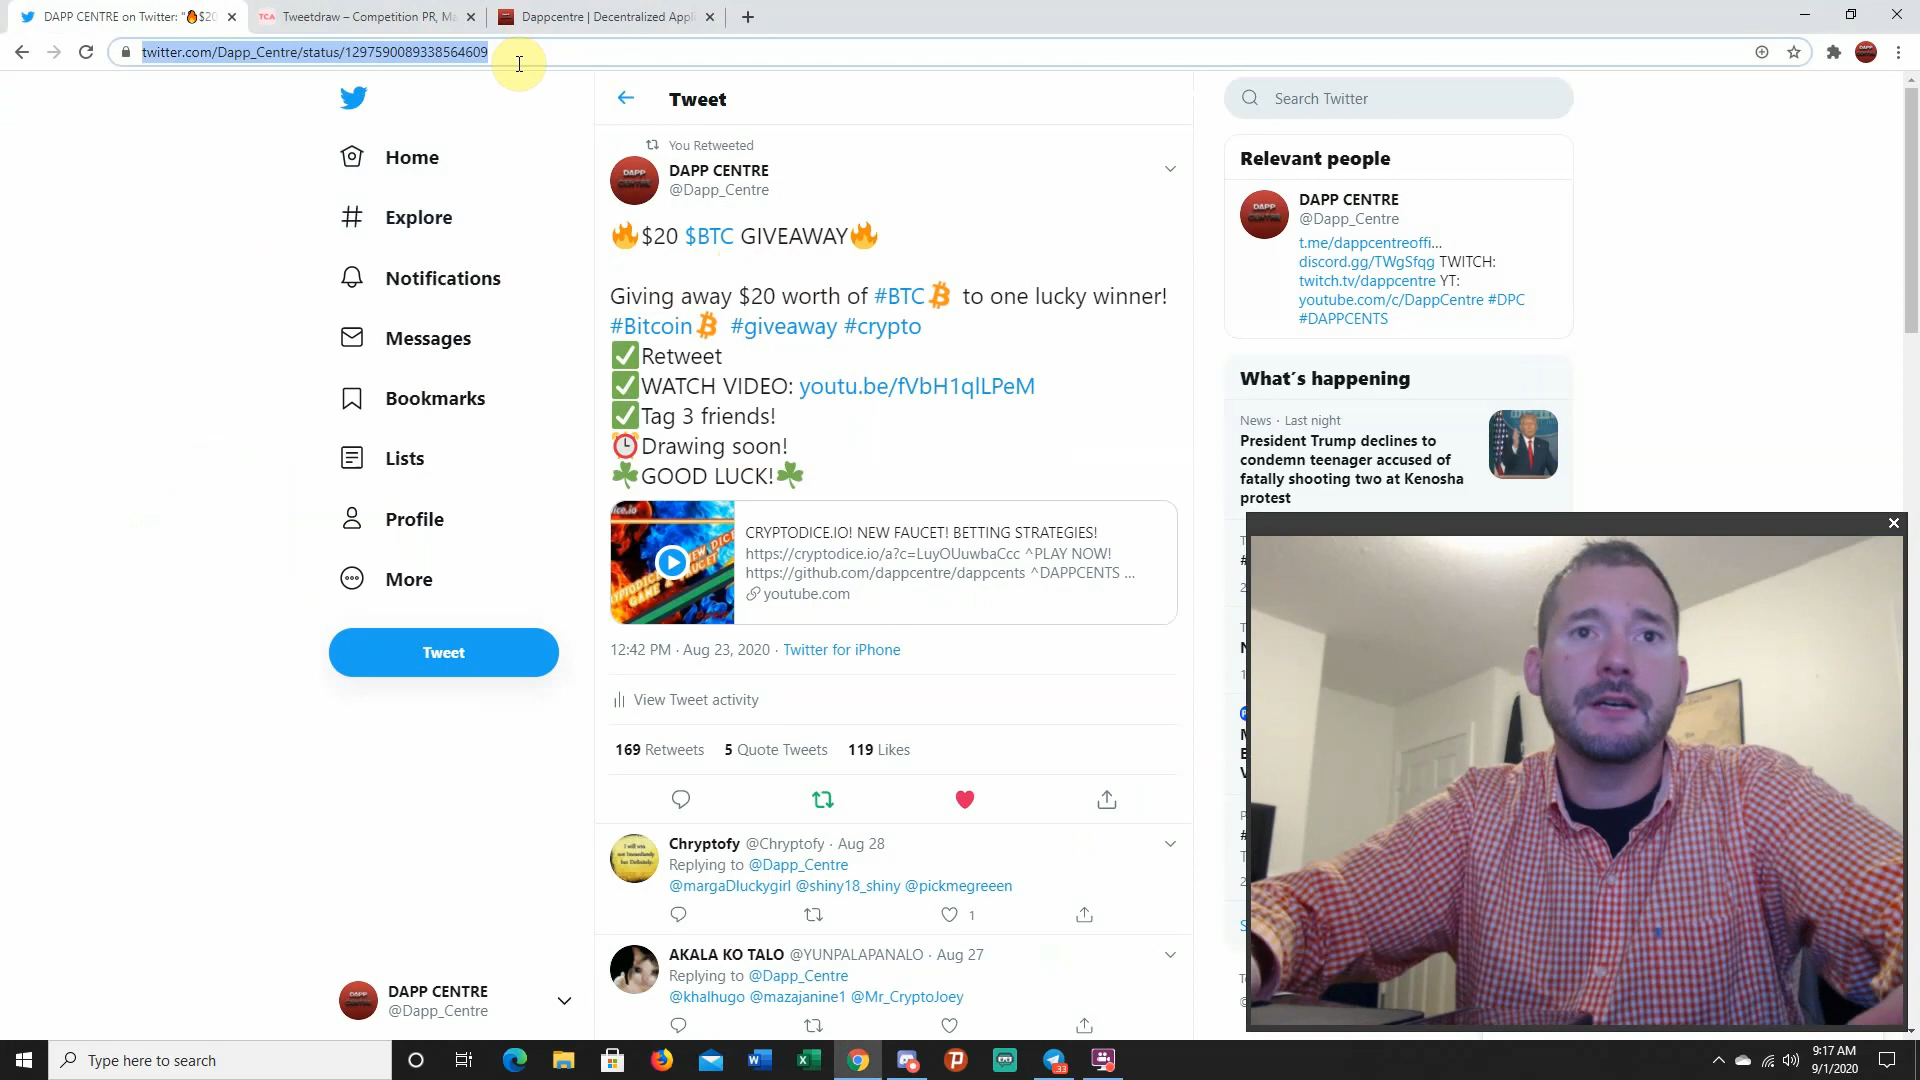 DAPP CENTRE on Twitter: "🔥$20
Tweetdraw – Competition PR, Ma
Dappcentre | Decentralized Appli
twitter.com/Dapp_Centre/status/1297590089338564609
Tweet
Search Twitter
Home
Explore
Notifications
Messages
Bookmarks
Lists
Profile
More
Tweet
DAPP CENTRE
@Dapp_Centre
You Retweeted
DAPP CENTRE
@Dapp_Centre
🔥$20 $BTC GIVEAWAY🔥
Giving away $20 worth of #BTC to one lucky winner!
#Bitcoin #giveaway #crypto
✅Retweet
✅WATCH VIDEO: youtu.be/fVbH1qlLPeM
✅Tag 3 friends!
⏰Drawing soon!
☘GOOD LUCK!☘
CRYPTODICE.IO! NEW FAUCET! BETTING STRATEGIES!
https://cryptodice.io/a?c=LuyOUuwbaCcc ^PLAY NOW!
https://github.com/dappcentre/dappcents ^DAPPCENTS ...
youtube.com
12:42 PM · Aug 23, 2020 · Twitter for iPhone
View Tweet activity
169 Retweets 5 Quote Tweets 119 Likes
Chryptofy @Chryptofy · Aug 28
Replying to @Dapp_Centre
@margaDluckygirl @shiny18_shiny @pickmegreeen
1
AKALA KO TALO @YUNPALAPANALO · Aug 27
Replying to @Dapp_Centre
@khalhugo @mazajanine1 @Mr_CryptoJoey
Relevant people
DAPP CENTRE
@Dapp_Centre
t.me/dappcentreoffi...
discord.gg/TWgSfqg TWITCH:
twitch.tv/dappcentre YT:
youtube.com/c/DappCentre #DPC
#DAPPCENTS
What's happening
News · Last night
President Trump declines to
condemn teenager accused of
fatally shooting two at Kenosha
protest
Type here to search
33
9:17 AM
9/1/2020